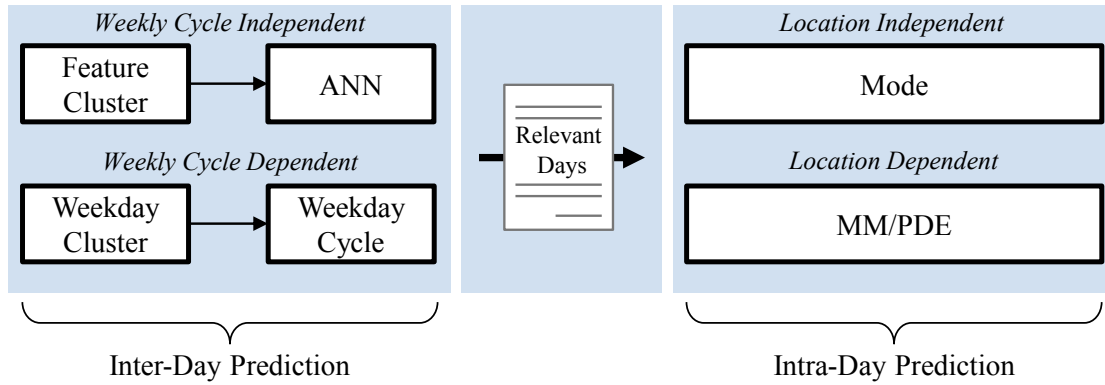 Weekly Cycle Independent
Feature
Cluster
ANN
Weekly Cycle Dependent
Weekday
Cluster
Weekday
Cycle
Inter-Day Prediction
Relevant
Days
Location Independent
Mode
Location Dependent
MM/PDE
Intra-Day Prediction